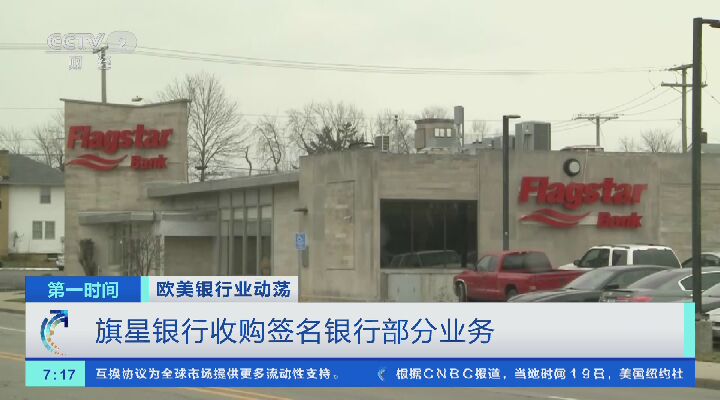 CCTV 2
财经
Flagstar
Bank
Flagstar
Bank
第一时间 欧美银行业动荡
旗星银行收购签名银行部分业务
7:17 互换协议为全球市场提供更多流动性支持。 根据CNBC报道，当地时间19日，美国纽约社